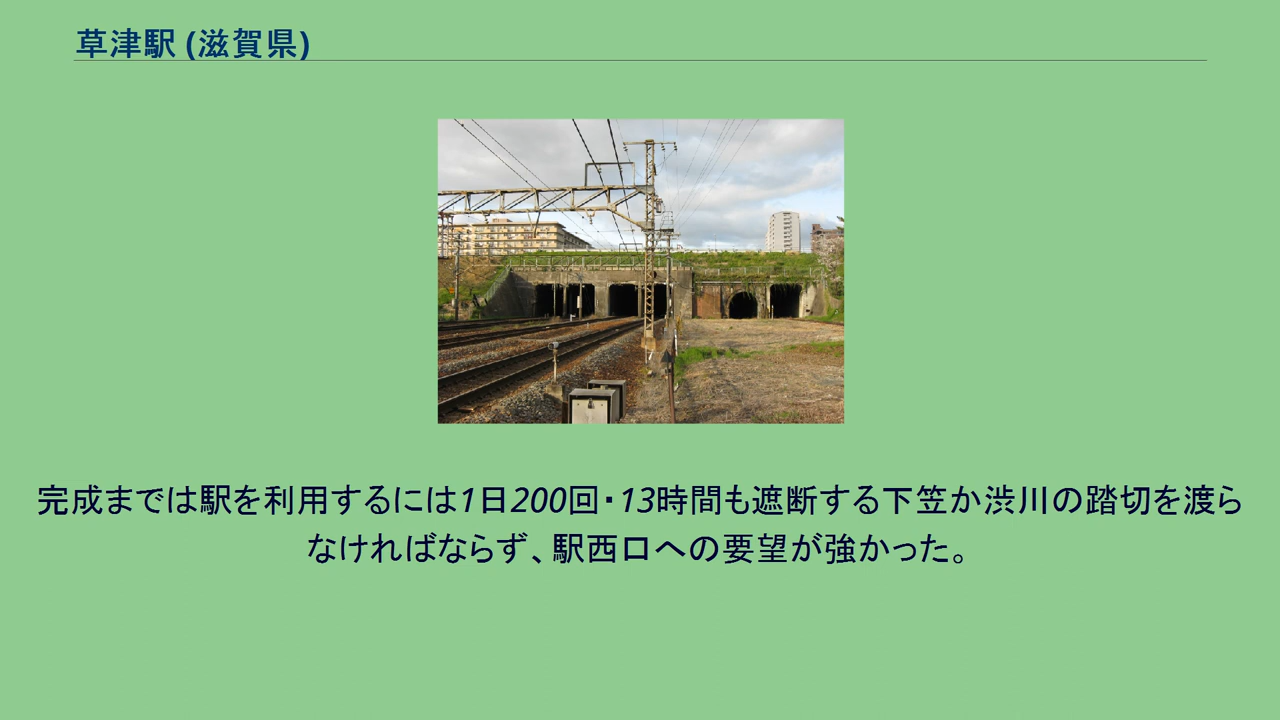 草津駅 (滋賀県)
完成までは駅を利用するには1日200回・13時間も遮断する下笠か渋川の踏切を渡ら
なければならず、駅西口への要望が強かった。